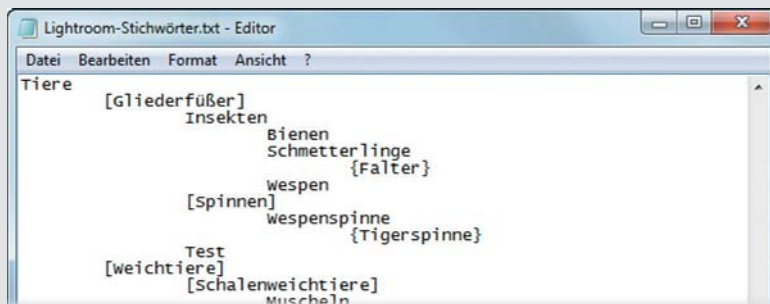 Lightroom-Stichwörter.txt - Editor
Datei Bearbeiten Format Ansicht ?
Tiere
[Gliederfüßer]
Insekten
Bienen
Schmetterlinge
{Falter}
Wespen
[Spinnen]
Wespenspinne
{Tigerspinne}
Test
[Weichtiere]
[Schalenweichtiere]
Muscheln